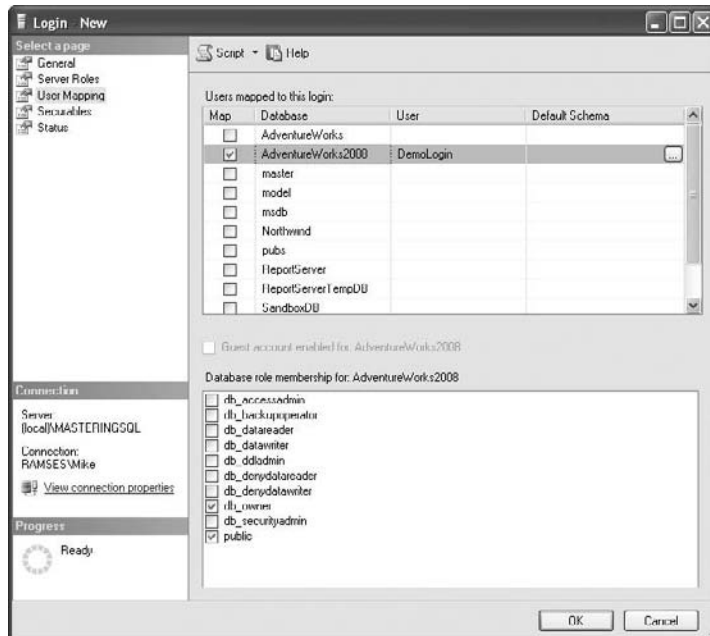 Login - New
Select a page
General
Server Roles
User Mapping
Securables
Status
Script
Help
Users mapped to this login:
Map Database User Default Schema
AdventureWorks
AdventureWorks2008 DemoLogin ...
master
model
msdb
Northwind
pubs
ReportServer
ReportServerTempDB
SandboxDB
Guest account enabled for: AdventureWorks2008
Database role membership for: AdventureWorks2008
db_accessadmin
db_backupoperator
db_datareader
db_datawriter
db_ddladmin
db_denydatareader
db_denydatawriter
db_owner
db_securityadmin
public
Connection
Server:
(local)\MASTERINGSQL
Connection:
RAMSES\Mike
View connection properties
Progress
Ready
OK Cancel